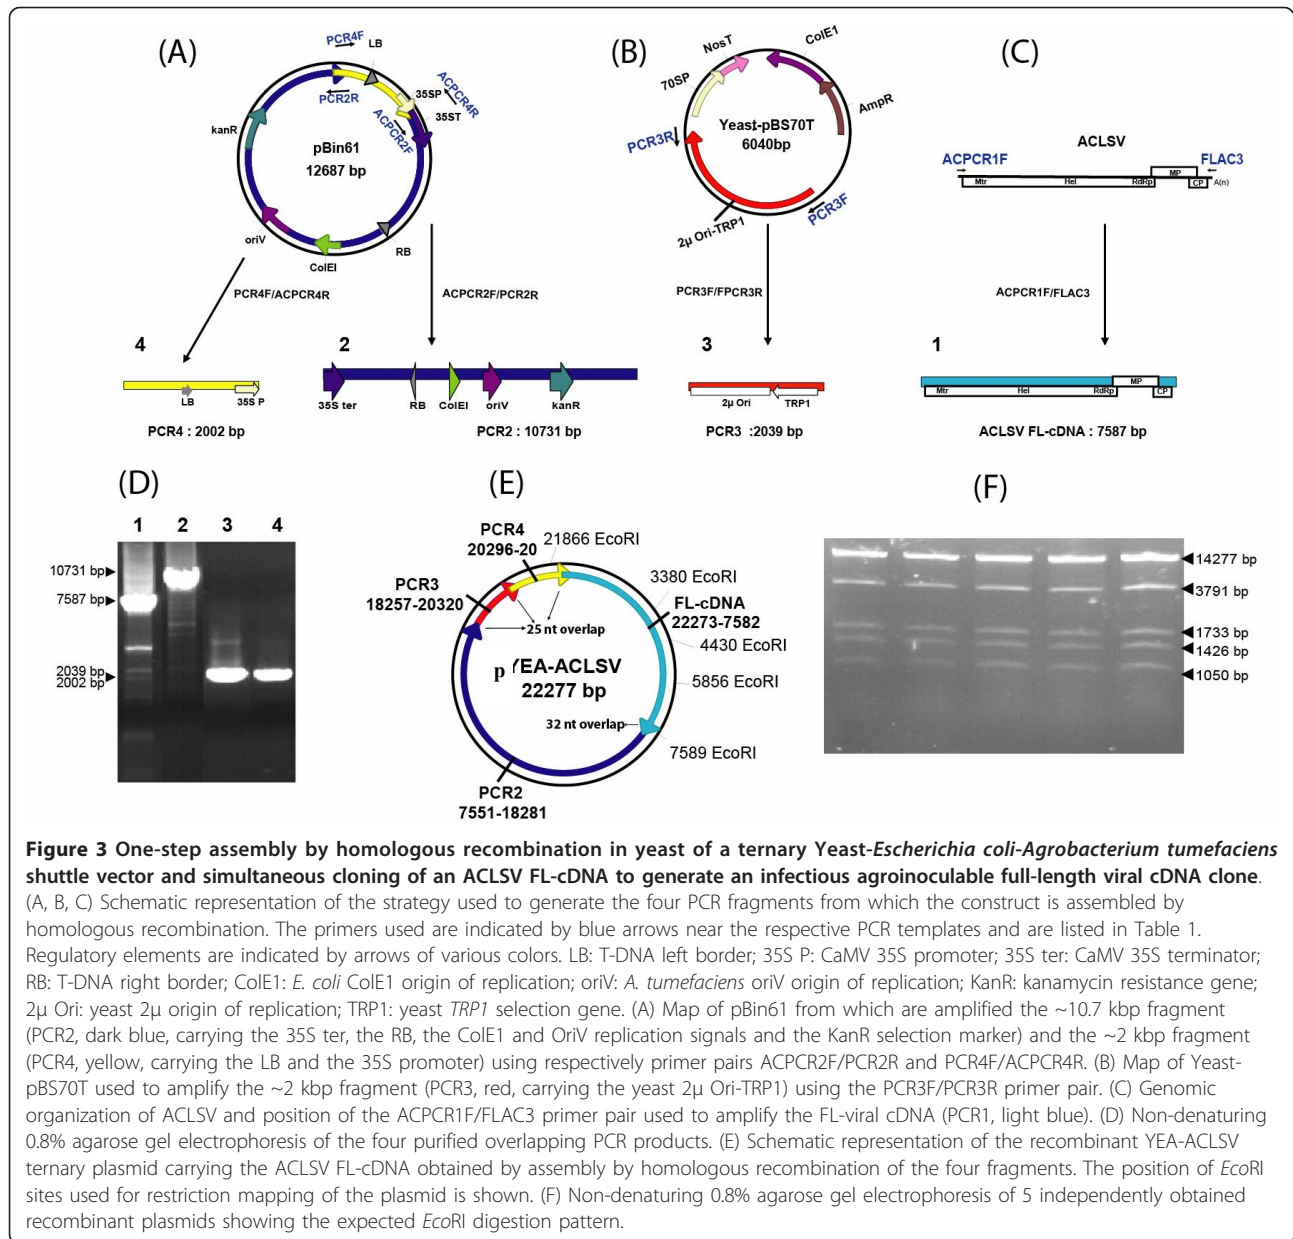 (A)
PCR4F
LB
PCR2R
35SP
ACPCR4R
35ST
ACPCR2F
kanR
pBin61
12687 bp
oriV
ColEI
RB
PCR4F/ACPCR4R
ACPCR2F/PCR2R
(B)
NosT
ColE1
70SP
AmpR
Yeast-pBS70T
6040bp
PCR3R
PCR3F
2µ Ori-TRP1
PCR3F/FPCR3R
(C)
ACLSV
ACPCR1F
FLAC3
MP
Mtr
Hel
RdRp
CP
A(n)
ACPCR1F/FLAC3
4
LB
35S P
PCR4 : 2002 bp
2
35S ter
RB
ColEI
oriV
kanR
PCR2 : 10731 bp
3
2µ Ori
TRP1
PCR3 :2039 bp
1
MP
Mtr
Hel
RdRp
CP
ACLSV FL-cDNA : 7587 bp
(D)
1 2 3 4
10731 bp
7587 bp
2039 bp
2002 bp
(E)
PCR4
20296-20
21866 EcoRI
PCR3
18257-20320
3380 EcoRI
FL-cDNA
22273-7582
25 nt overlap
4430 EcoRI
p YEA-ACLSV
22277 bp
5856 EcoRI
32 nt overlap
7589 EcoRI
PCR2
7551-18281
(F)
14277 bp
3791 bp
1733 bp
1426 bp
1050 bp
Figure 3 One-step assembly by homologous recombination in yeast of a ternary Yeast-Escherichia coli-Agrobacterium tumefaciens
shuttle vector and simultaneous cloning of an ACLSV FL-cDNA to generate an infectious agroinoculable full-length viral cDNA clone.
(A, B, C) Schematic representation of the strategy used to generate the four PCR fragments from which the construct is assembled by
homologous recombination. The primers used are indicated by blue arrows near the respective PCR templates and are listed in Table 1.
Regulatory elements are indicated by arrows of various colors. LB: T-DNA left border; 35S P: CaMV 35S promoter; 35S ter: CaMV 35S terminator;
RB: T-DNA right border; ColE1: E. coli ColE1 origin of replication; oriV: A. tumefaciens oriV origin of replication; KanR: kanamycin resistance gene;
2µ Ori: yeast 2µ origin of replication; TRP1: yeast TRP1 selection gene. (A) Map of pBin61 from which are amplified the ~10.7 kbp fragment
(PCR2, dark blue, carrying the 35S ter, the RB, the ColE1 and OriV replication signals and the KanR selection marker) and the ~2 kbp fragment
(PCR4, yellow, carrying the LB and the 35S promoter) using respectively primer pairs ACPCR2F/PCR2R and PCR4F/ACPCR4R. (B) Map of Yeast-
pBS70T used to amplify the ~2 kbp fragment (PCR3, red, carrying the yeast 2µ Ori-TRP1) using the PCR3F/PCR3R primer pair. (C) Genomic
organization of ACLSV and position of the ACPCR1F/FLAC3 primer pair used to amplify the FL-viral cDNA (PCR1, light blue). (D) Non-denaturing
0.8% agarose gel electrophoresis of the four purified overlapping PCR products. (E) Schematic representation of the recombinant YEA-ACLSV
ternary plasmid carrying the ACLSV FL-cDNA obtained by assembly by homologous recombination of the four fragments. The position of EcoRI
sites used for restriction mapping of the plasmid is shown. (F) Non-denaturing 0.8% agarose gel electrophoresis of 5 independently obtained
recombinant plasmids showing the expected EcoRI digestion pattern.